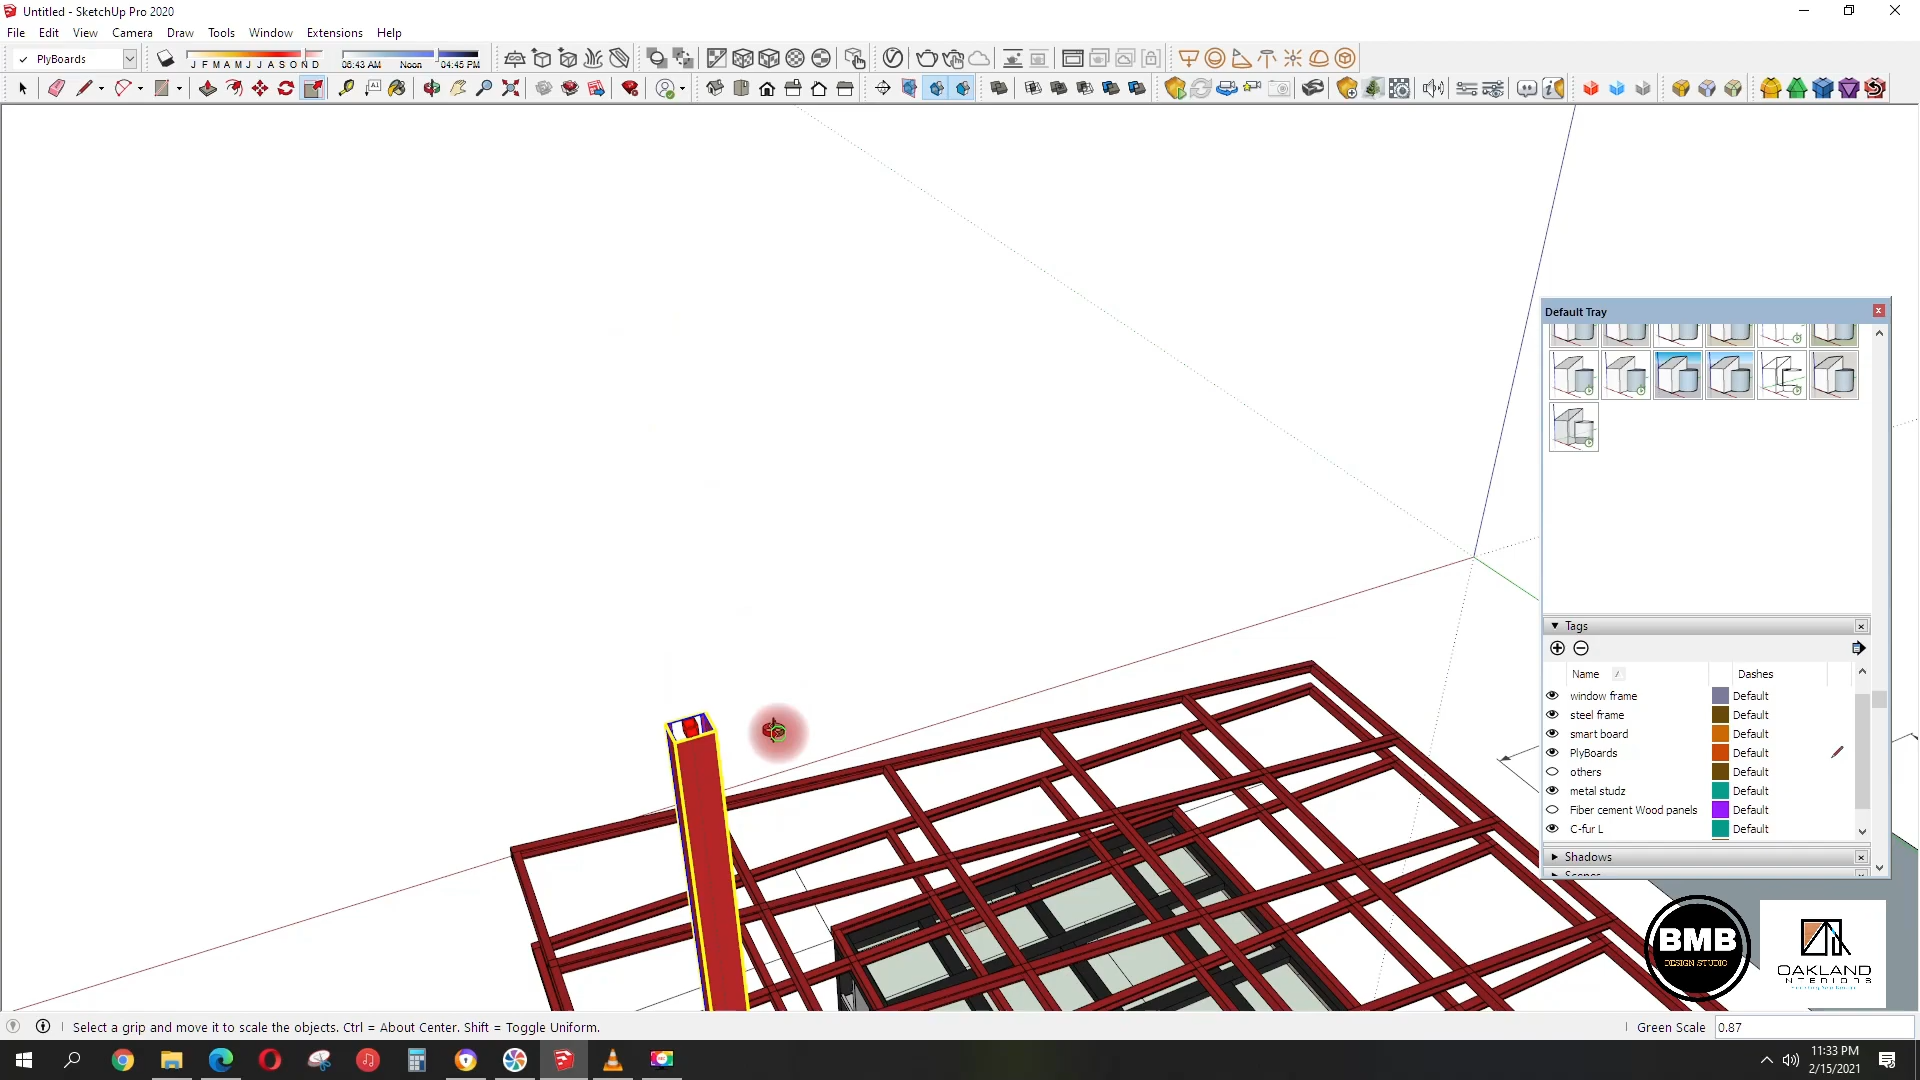 Untitled - SketchUp Pro 2020
File Edit View Camera Draw Tools Window Extensions Help
✓ PlyBoards
J F M A M J J A S O N D
06:43 AM Noon 04:45 PM
Default Tray
Tags
Name Dashes
window frame Default
steel frame Default
smart board Default
PlyBoards Default
others Default
metal studz Default
Fiber cement Wood panels Default
C-fur L Default
Shadows
BMB
DESIGN STUDIO
OAKLAND
INTERIORS
Select a grip and move it to scale the objects. Ctrl = About Center. Shift = Toggle Uniform.
Green Scale 0.87
11:33 PM
2/15/2021